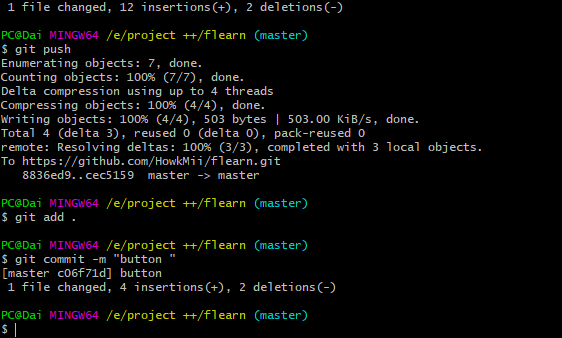 1 file changed, 12 insertions(+), 2 deletions(-)
PC@Dai MINGW64 /e/project ++/flearn (master)
$ git push
Enumerating objects: 7, done.
Counting objects: 100% (7/7), done.
Delta compression using up to 4 threads
Compressing objects: 100% (4/4), done.
Writing objects: 100% (4/4), 503 bytes | 503.00 KiB/s, done.
Total 4 (delta 3), reused 0 (delta 0), pack-reused 0
remote: Resolving deltas: 100% (3/3), completed with 3 local objects.
To https://github.com/HowkMii/flearn.git
8836ed9..cec5159  master -> master
PC@Dai MINGW64 /e/project ++/flearn (master)
$ git add .
PC@Dai MINGW64 /e/project ++/flearn (master)
$ git commit -m "button "
[master c06f71d] button
1 file changed, 4 insertions(+), 2 deletions(-)
PC@Dai MINGW64 /e/project ++/flearn (master)
$